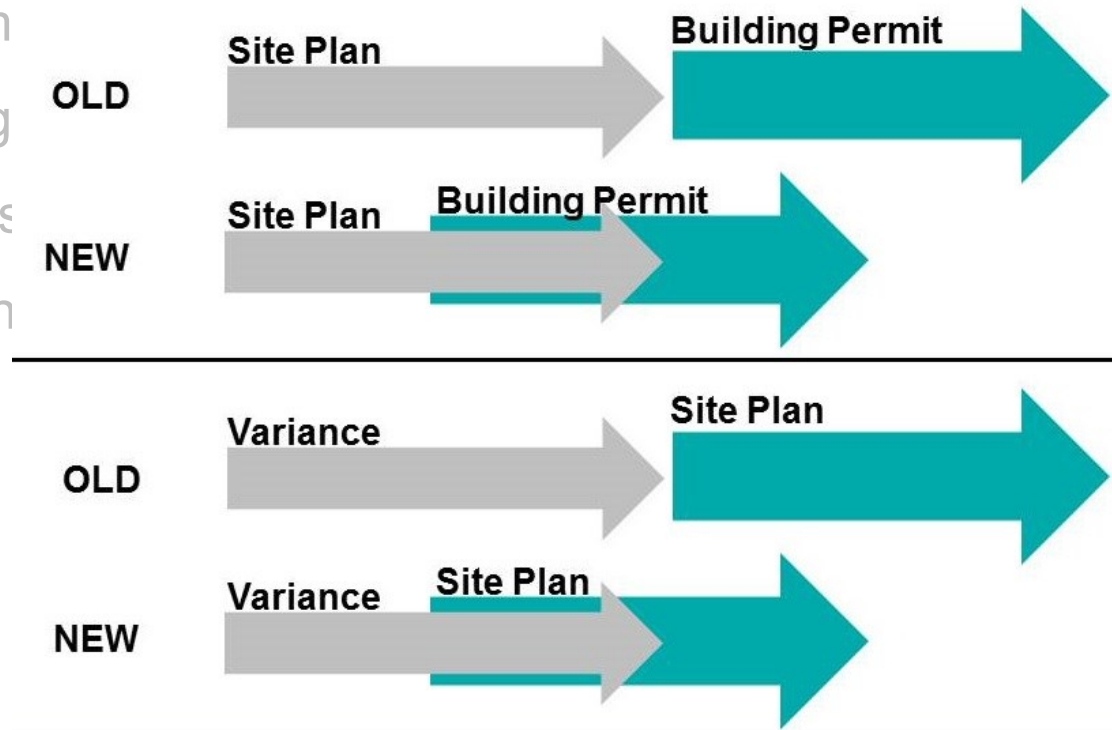 Site Plan
Building Permit
OLD
Site Plan
Building Permit
NEW
Variance
Site Plan
OLD
Variance
Site Plan
NEW